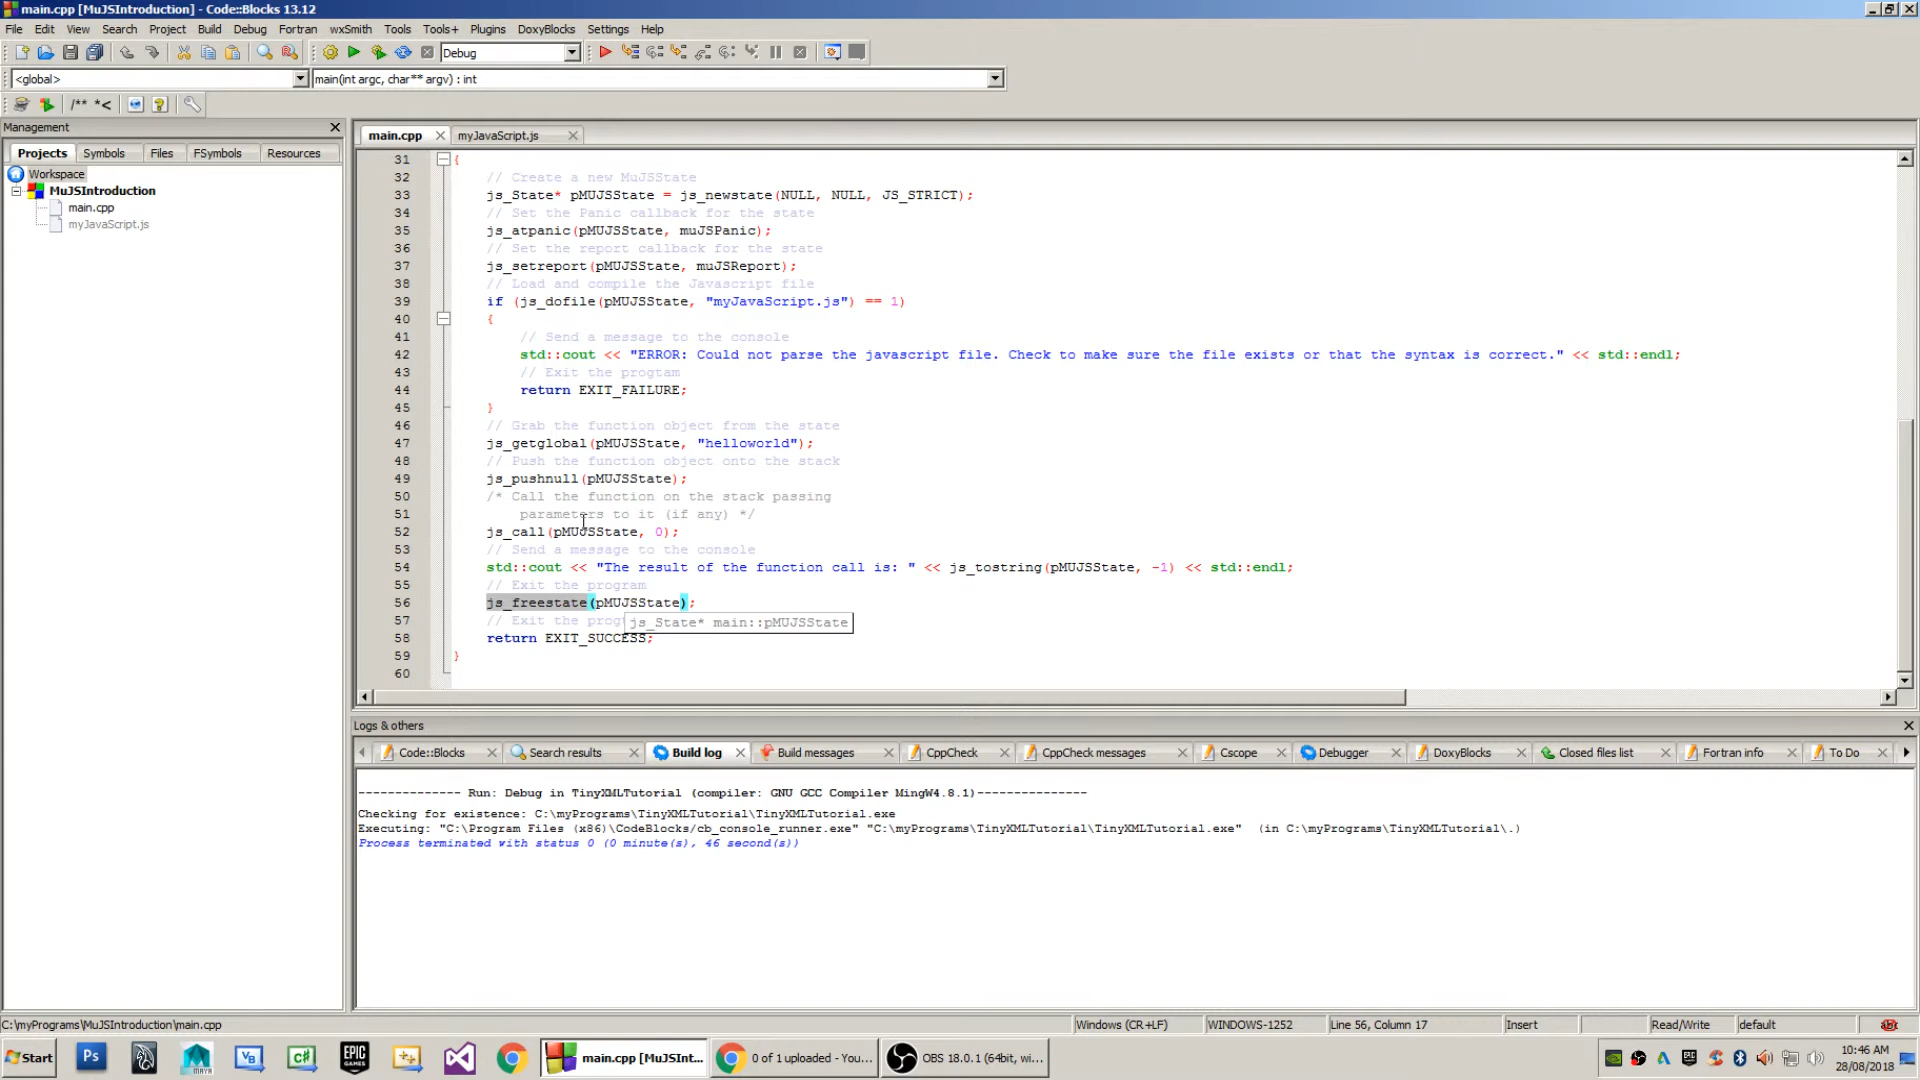 main.cpp [MuJSIntroduction] - Code::Blocks 13.12
File Edit View Search Project Build Debug Fortran wxSmith Tools Tools+ Plugins DoxyBlocks Settings Help
Debug
<global> main(int argc, char** argv) : int
/** *<
Management
Projects Symbols Files FSymbols Resources
Workspace
MuJSIntroduction
main.cpp
myJavaScript.js
main.cpp myJavaScript.js
31 {
32 // Create a new MuJSState
33 js_State* pMUJSState = js_newstate(NULL, NULL, JS_STRICT);
34 // Set the Panic callback for the state
35 js_atpanic(pMUJSState, muJSPanic);
36 // Set the report callback for the state
37 js_setreport(pMUJSState, muJSReport);
38 // Load and compile the Javascript file
39 if (js_dofile(pMUJSState, "myJavaScript.js") == 1)
40 {
41 // Send a message to the console
42 std::cout << "ERROR: Could not parse the javascript file. Check to make sure the file exists or that the syntax is correct." << std::endl;
43 // Exit the progtam
44 return EXIT_FAILURE;
45 }
46 // Grab the function object from the state
47 js_getglobal(pMUJSState, "helloworld");
48 // Push the function object onto the stack
49 js_pushnull(pMUJSState);
50 /* Call the function on the stack passing
51 parameters to it (if any) */
52 js_call(pMUJSState, 0);
53 // Send a message to the console
54 std::cout << "The result of the function call is: " << js_tostring(pMUJSState, -1) << std::endl;
55 // Exit the program
56 js_freestate(pMUJSState);
57 // Exit the prog js_State* main::pMUJSState
58 return EXIT_SUCCESS;
59 }
60
Logs & others
Code::Blocks Search results Build log Build messages CppCheck CppCheck messages Cscope Debugger DoxyBlocks Closed files list Fortran info To Do
-------------- Run: Debug in TinyXMLTutorial (compiler: GNU GCC Compiler MingW4.8.1)---------------
Checking for existence: C:\myPrograms\TinyXMLTutorial\TinyXMLTutorial.exe
Executing: "C:\Program Files (x86)\CodeBlocks/cb_console_runner.exe" "C:\myPrograms\TinyXMLTutorial\TinyXMLTutorial.exe" (in C:\myPrograms\TinyXMLTutorial\.)
Process terminated with status 0 (0 minute(s), 46 second(s))
C:\myPrograms\MuJSIntroduction\main.cpp Windows (CR+LF) WINDOWS-1252 Line 56, Column 17 Insert Read/Write default
Start Ps MAYA VB C# EPIC GAMES main.cpp [MuJSInt... 0 of 1 uploaded - You... OBS 18.0.1 (64bit, wi... 10:46 AM
28/08/2018